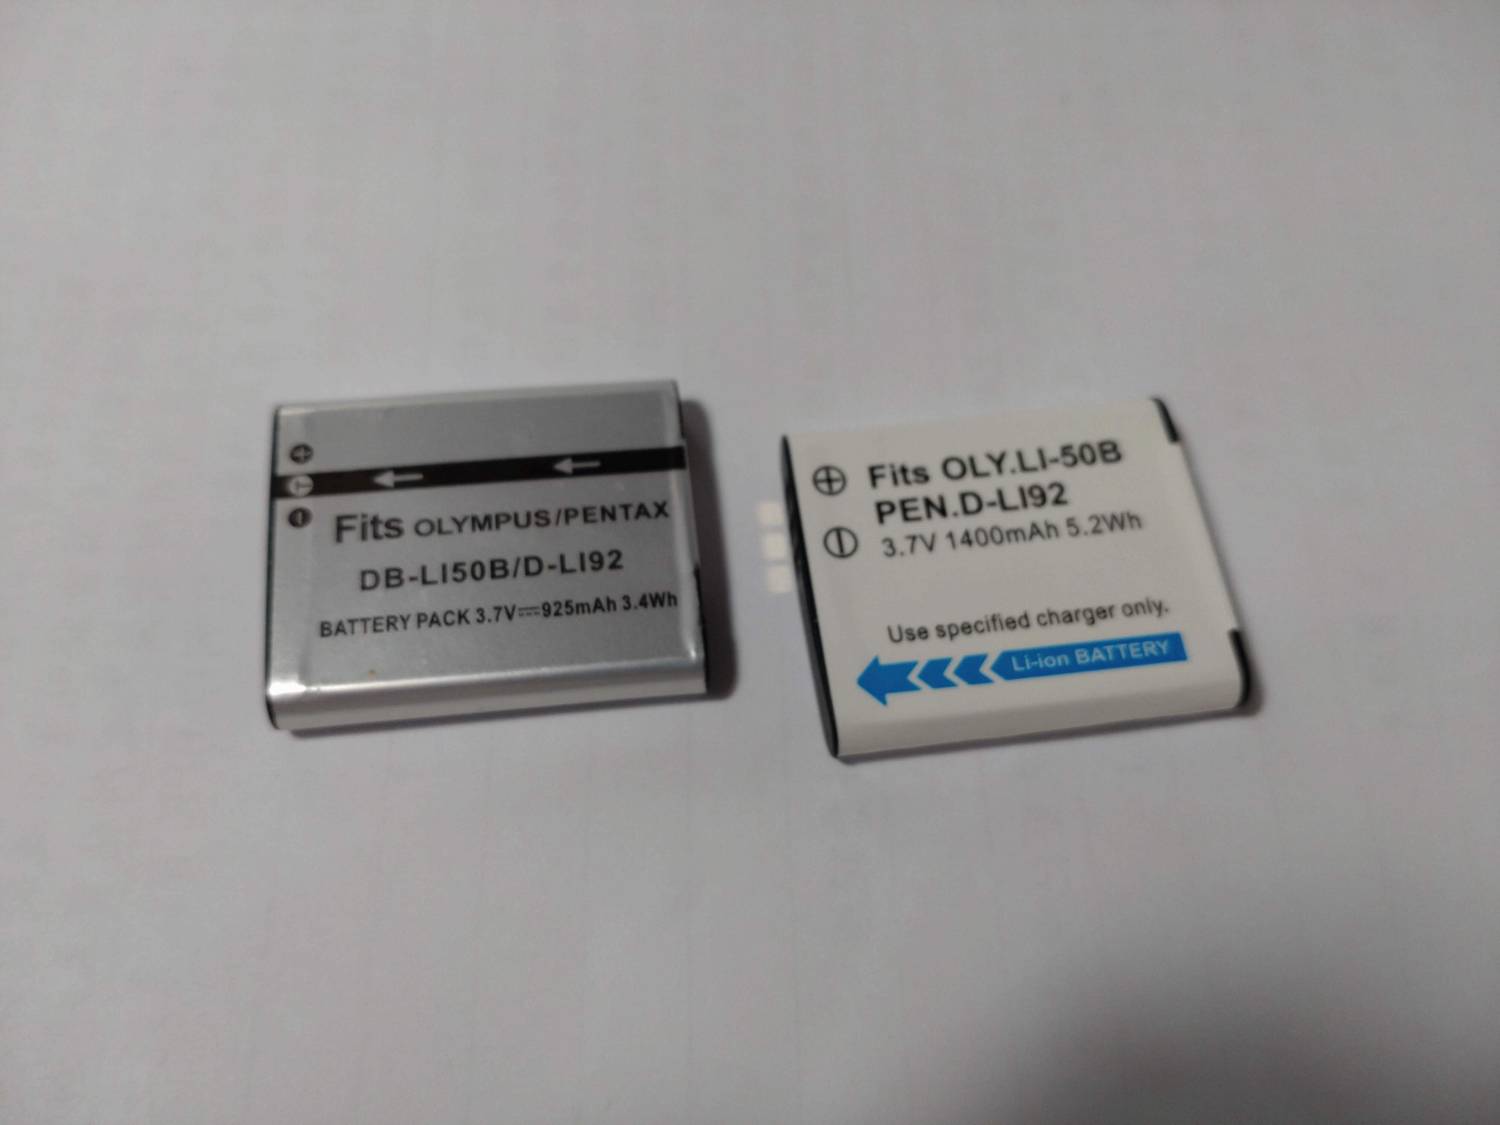 Fits OLYMPUS/PENTAX
DB-LI50B/D-LI92
BATTERY PACK 3.7V⎓925mAh 3.4Wh
Fits OLY.LI-50B
PEN.D-LI92
3.7V 1400mAh 5.2Wh
Use specified charger only.
Li-ion BATTERY